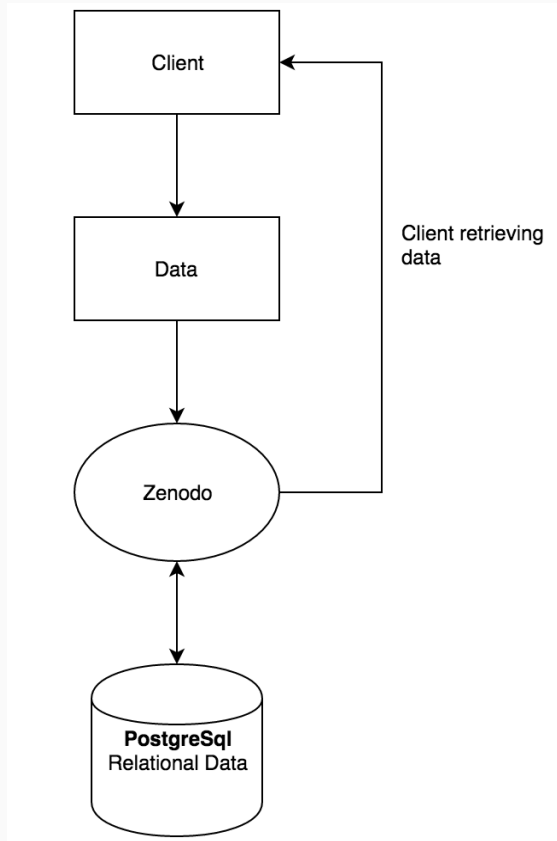 Client
Client retrieving
data
Data
Zenodo
PostgreSql
Relational Data